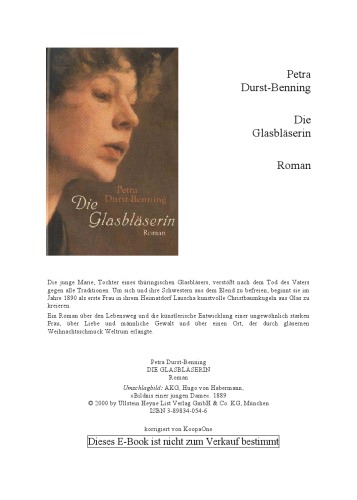 Petra
Durst-Benning
Die
Glasbläserin
Roman
Petra
Durst-Benning
Die
Glasbläserin
Roman
Die junge Marie, Tochter eines thüringischen Glasbläsers, verstößt nach dem Tod des Vaters
gegen alle Traditionen. Um sich und ihre Schwestern aus dem Elend zu befreien, beginnt sie im
Jahre 1890 als erste Frau in ihrem Heimatdorf Lauscha kunstvolle Christbaumkugeln aus Glas zu
kreieren.
Ein Roman über den Lebensweg und die künstlerische Entwicklung einer ungewöhnlich starken
Frau, über Liebe und männliche Gewalt und über einen Ort, der durch gläsernen
Weihnachtsschmuck Weltruhm erlangte.
Petra Durst-Benning
DIE GLASBLÄSERIN
Roman
Umschlagbild: AKG, Hugo von Habermann,
»Bildnis einer jungen Dame«. 1889
© 2000 by Ullstein Heyne List Verlag GmbH & Co. KG, München
ISBN 3-89834-054-6
korrigiert von KoopaOne
Dieses E-Book ist nicht zum Verkauf bestimmt